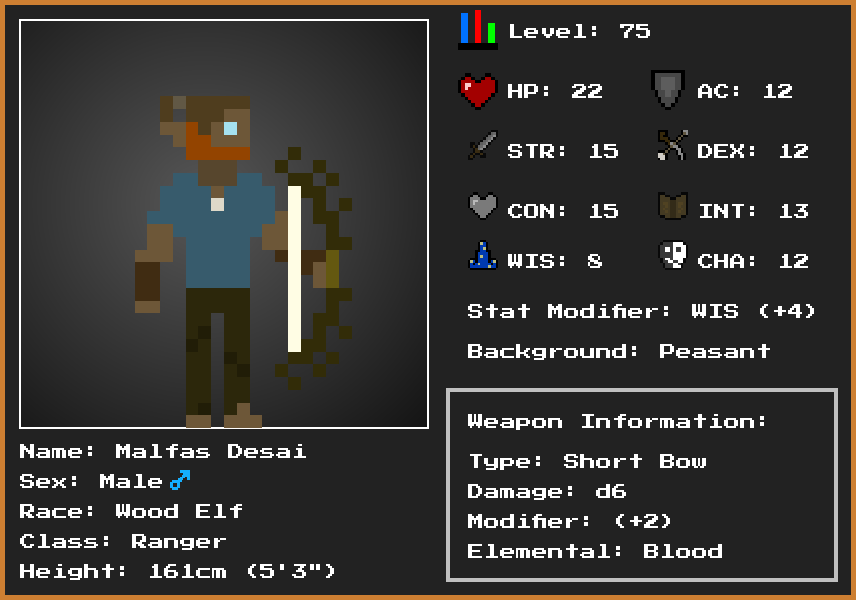 Level: 75
HP: 22 AC: 12
STR: 15 DEX: 12
CON: 15 INT: 13
WIS: 8 CHA: 12
Stat Modifier: WIS (+4)
Background: Peasant
Weapon Information:
Type: Short Bow
Damage: d6
Modifier: (+2)
Elemental: Blood
Name: Malfas Desai
Sex: Male ♂
Race: Wood Elf
Class: Ranger
Height: 161cm (5'3")